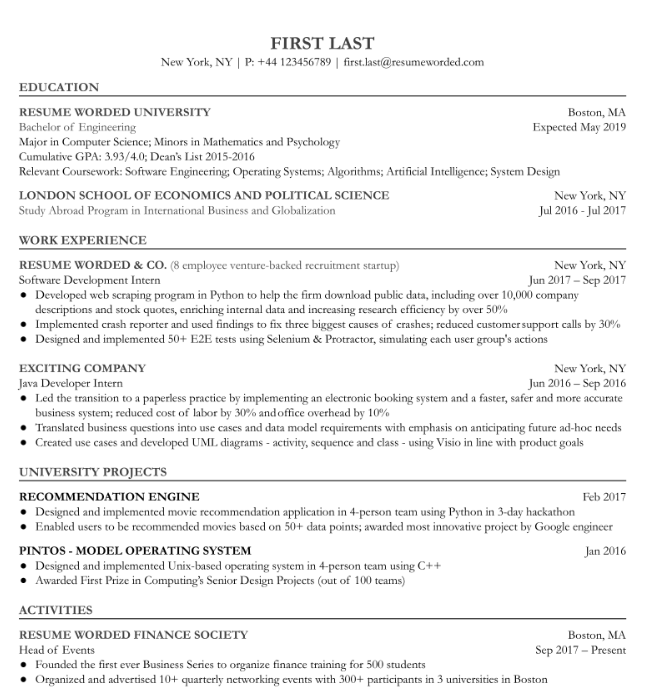 FIRST LAST
New York, NY | P: +44 123456789 | first.last@resumeworded.com
EDUCATION
RESUME WORDED UNIVERSITY Boston, MA
Bachelor of Engineering Expected May 2019
Major in Computer Science; Minors in Mathematics and Psychology
Cumulative GPA: 3.93/4.0; Dean's List 2015-2016
Relevant Coursework: Software Engineering; Operating Systems; Algorithms; Artificial Intelligence; System Design
LONDON SCHOOL OF ECONOMICS AND POLITICAL SCIENCE New York, NY
Study Abroad Program in International Business and Globalization Jul 2016 - Jul 2017
WORK EXPERIENCE
RESUME WORDED & CO. (8 employee venture-backed recruitment startup) New York, NY
Software Development Intern Jun 2017 – Sep 2017
● Developed web scraping program in Python to help the firm download public data, including over 10,000 company
descriptions and stock quotes, enriching internal data and increasing research efficiency by over 50%
● Implemented crash reporter and used findings to fix three biggest causes of crashes; reduced customer support calls by 30%
● Designed and implemented 50+ E2E tests using Selenium & Protractor, simulating each user group's actions
EXCITING COMPANY New York, NY
Java Developer Intern Jun 2016 – Sep 2016
● Led the transition to a paperless practice by implementing an electronic booking system and a faster, safer and more accurate
business system; reduced cost of labor by 30% and office overhead by 10%
● Translated business questions into use cases and data model requirements with emphasis on anticipating future ad-hoc needs
● Created use cases and developed UML diagrams - activity, sequence and class - using Visio in line with product goals
UNIVERSITY PROJECTS
RECOMMENDATION ENGINE Feb 2017
● Designed and implemented movie recommendation application in 4-person team using Python in 3-day hackathon
● Enabled users to be recommended movies based on 50+ data points; awarded most innovative project by Google engineer
PINTOS - MODEL OPERATING SYSTEM Jan 2016
● Designed and implemented Unix-based operating system in 4-person team using C++
● Awarded First Prize in Computing's Senior Design Projects (out of 100 teams)
ACTIVITIES
RESUME WORDED FINANCE SOCIETY Boston, MA
Head of Events Sep 2017 – Present
● Founded the first ever Business Series to organize finance training for 500 students
● Organized and advertised 10+ quarterly networking events with 300+ participants in 3 universities in Boston